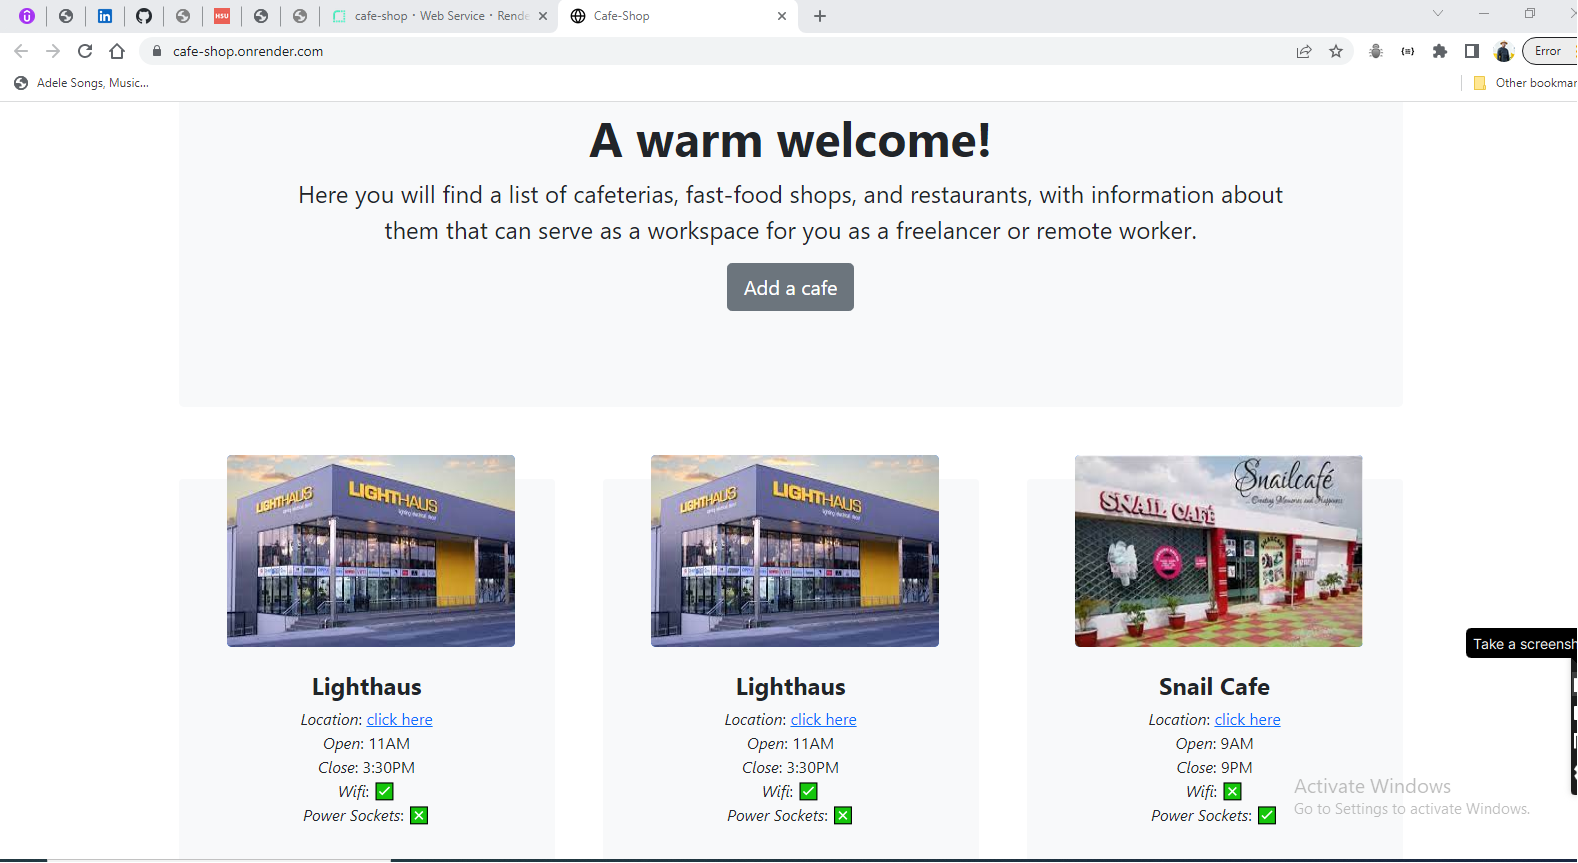 cafe-shop · Web Service · Rende
Cafe-Shop
cafe-shop.onrender.com
Error
Adele Songs, Music...
Other bookmar
A warm welcome!
Here you will find a list of cafeterias, fast-food shops, and restaurants, with information about
them that can serve as a workspace for you as a freelancer or remote worker.
Add a cafe
LIGHTHAUS
LIGHTHAUS
LIGHTHAUS
LIGHTHAUS
Snailcafé
Creating Memories and Happiness
SNAIL CAFÉ
Take a screensh
Lighthaus
Location: click here
Open: 11AM
Close: 3:30PM
Wifi: ✅
Power Sockets: ❎
Lighthaus
Location: click here
Open: 11AM
Close: 3:30PM
Wifi: ✅
Power Sockets: ❎
Snail Cafe
Location: click here
Open: 9AM
Close: 9PM
Wifi: ❎
Power Sockets: ✅
Activate Windows
Go to Settings to activate Windows.